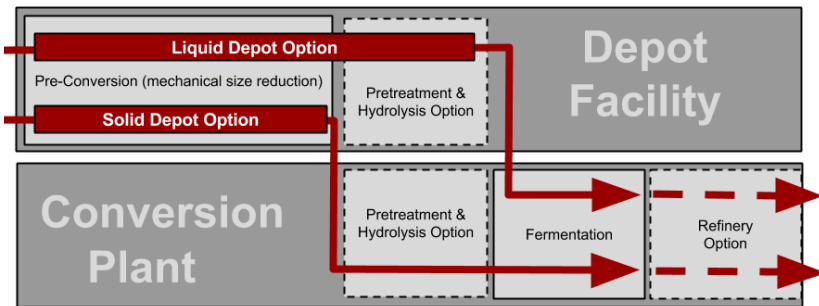 Liquid Depot Option
Pre-Conversion (mechanical size reduction)
Solid Depot Option
Pretreatment &
Hydrolysis Option
Depot
Facility
Conversion
Plant
Pretreatment &
Hydrolysis Option
Fermentation
Refinery
Option